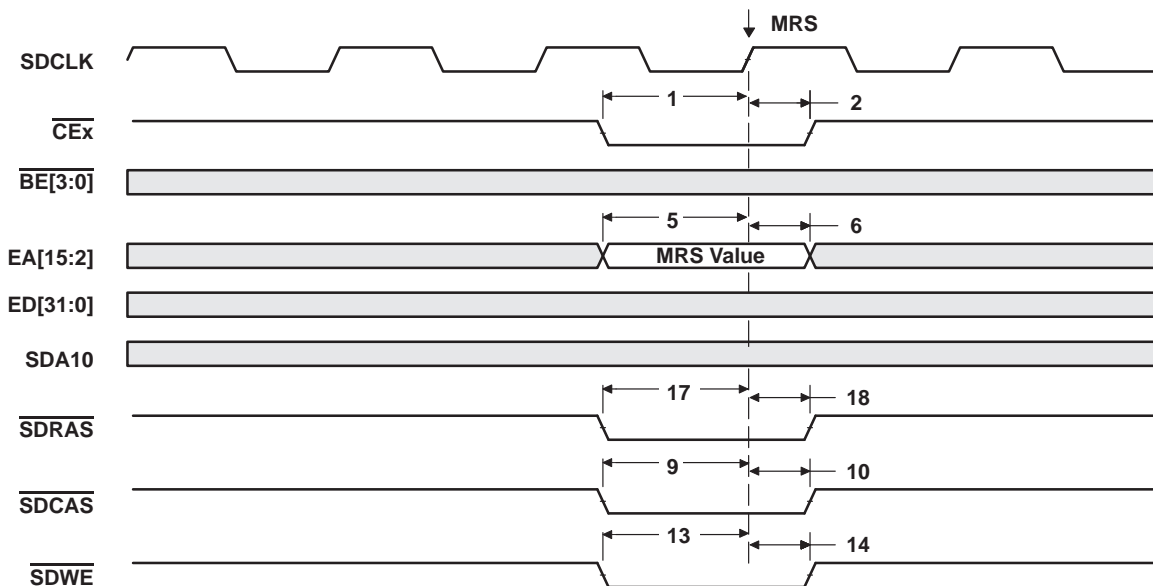 MRS
SDCLK
1 2
CEx
BE[3:0]
5 6
EA[15:2] MRS Value
ED[31:0]
SDA10
17 18
SDRAS
9 10
SDCAS
13 14
SDWE